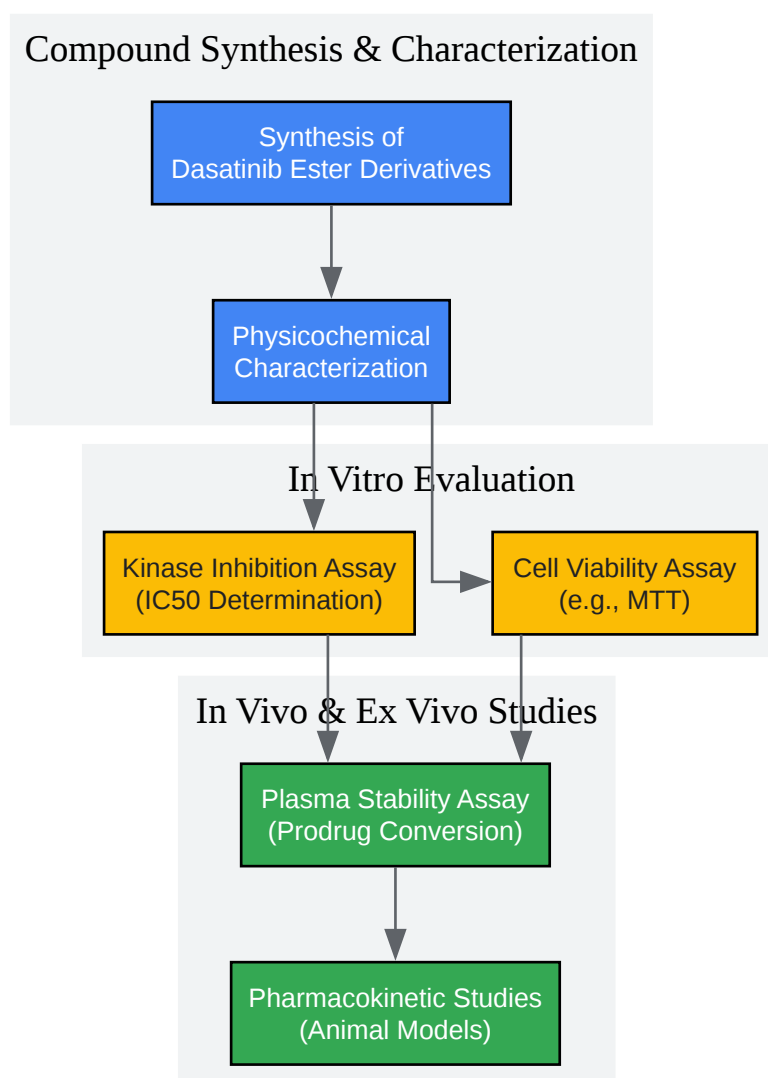 Compound Synthesis & Characterization
Synthesis of
Dasatinib Ester Derivatives
Physicochemical
Characterization
In Vitro Evaluation
Kinase Inhibition Assay
(IC50 Determination)
Cell Viability Assay
(e.g., MTT)
In Vivo & Ex Vivo Studies
Plasma Stability Assay
(Prodrug Conversion)
Pharmacokinetic Studies
(Animal Models)